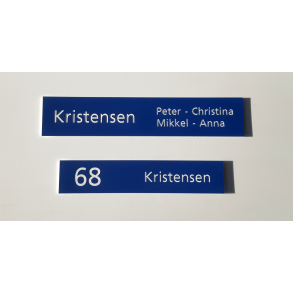 Kristensen
Peter - Christina
Mikkel - Anna
68 Kristensen